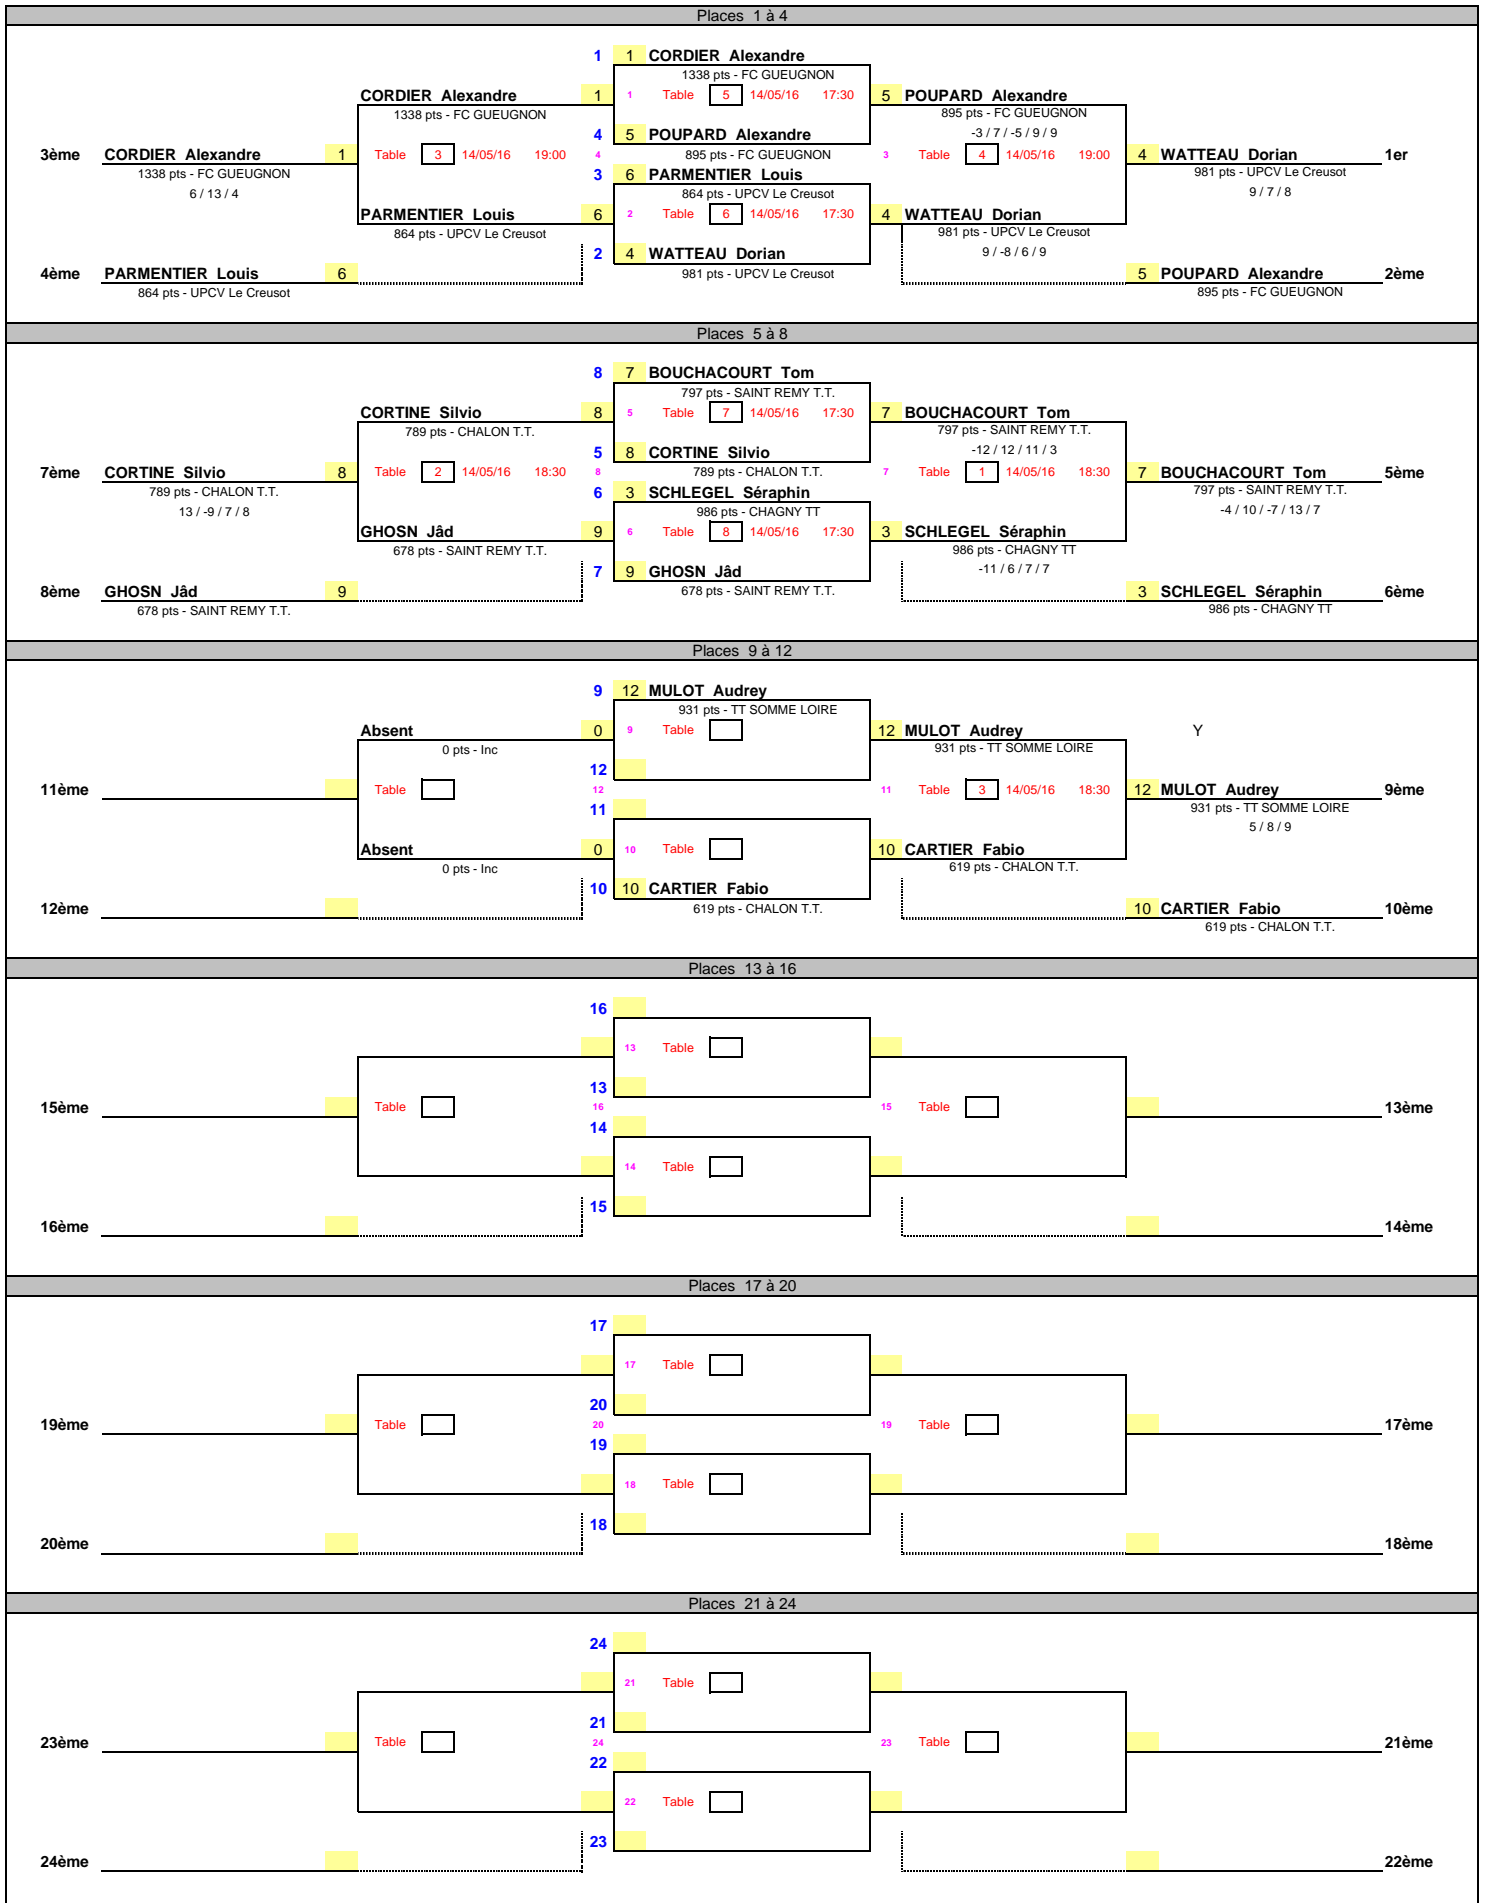 Places 1 à 4
1 1 CORDIER Alexandre
1338 pts - FC GUEUGNON
CORDIER Alexandre 1 1 Table 5 14/05/16 17:30 5 POUPARD Alexandre
1338 pts - FC GUEUGNON 895 pts - FC GUEUGNON
4 5 POUPARD Alexandre -3 / 7 / -5 / 9 / 9
3ème CORDIER Alexandre 1 Table 3 14/05/16 19:00 4 895 pts - FC GUEUGNON 3 Table 4 14/05/16 19:00 4 WATTEAU Dorian 1er
1338 pts - FC GUEUGNON 3 6 PARMENTIER Louis 981 pts - UPCV Le Creusot
6 / 13 / 4 864 pts - UPCV Le Creusot 9 / 7 / 8
PARMENTIER Louis 6 2 Table 6 14/05/16 17:30 4 WATTEAU Dorian
864 pts - UPCV Le Creusot 981 pts - UPCV Le Creusot
2 4 WATTEAU Dorian 9 / -8 / 6 / 9
4ème PARMENTIER Louis 6 981 pts - UPCV Le Creusot 5 POUPARD Alexandre 2ème
864 pts - UPCV Le Creusot 895 pts - FC GUEUGNON
Places 5 à 8
8 7 BOUCHACOURT Tom
797 pts - SAINT REMY T.T.
CORTINE Silvio 8 5 Table 7 14/05/16 17:30 7 BOUCHACOURT Tom
789 pts - CHALON T.T. 797 pts - SAINT REMY T.T.
5 8 CORTINE Silvio -12 / 12 / 11 / 3
7ème CORTINE Silvio 8 Table 2 14/05/16 18:30 8 789 pts - CHALON T.T. 7 Table 1 14/05/16 18:30 7 BOUCHACOURT Tom 5ème
789 pts - CHALON T.T. 6 3 SCHLEGEL Séraphin 797 pts - SAINT REMY T.T.
13 / -9 / 7 / 8 986 pts - CHAGNY TT -4 / 10 / -7 / 13 / 7
GHOSN Jâd 9 6 Table 8 14/05/16 17:30 3 SCHLEGEL Séraphin
678 pts - SAINT REMY T.T. 986 pts - CHAGNY TT
7 9 GHOSN Jâd -11 / 6 / 7 / 7
8ème GHOSN Jâd 9 678 pts - SAINT REMY T.T. 3 SCHLEGEL Séraphin 6ème
678 pts - SAINT REMY T.T. 986 pts - CHAGNY TT
Places 9 à 12
9 12 MULOT Audrey
931 pts - TT SOMME LOIRE
Absent 0 9 Table 12 MULOT Audrey Y
0 pts - Inc 931 pts - TT SOMME LOIRE
12
11ème Table 12 11 Table 3 14/05/16 18:30 12 MULOT Audrey 9ème
11 931 pts - TT SOMME LOIRE
5 / 8 / 9
Absent 0 10 Table 10 CARTIER Fabio
0 pts - Inc 619 pts - CHALON T.T.
10 10 CARTIER Fabio
12ème 619 pts - CHALON T.T. 10 CARTIER Fabio 10ème
619 pts - CHALON T.T.
Places 13 à 16
16
13 Table
13
15ème Table 16 15 Table 13ème
14
14 Table
15
16ème 14ème
Places 17 à 20
17
17 Table
20
19ème Table 20 19 Table 17ème
19
18 Table
18
20ème 18ème
Places 21 à 24
24
21 Table
21
23ème Table 24 23 Table 21ème
22
22 Table
23
24ème 22ème